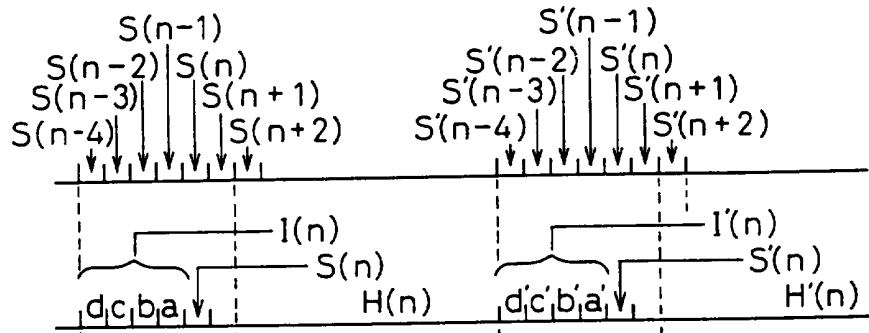 S(n-1) S'(n-1)
S(n-2) S(n) S'(n-2) S'(n)
S(n-3) S(n+1) S'(n-3) S'(n+1)
S(n-4) S(n+2) S'(n-4) S'(n+2)
I(n) I'(n)
S(n) S'(n)
d c b a H(n) d' c' b' a' H'(n)